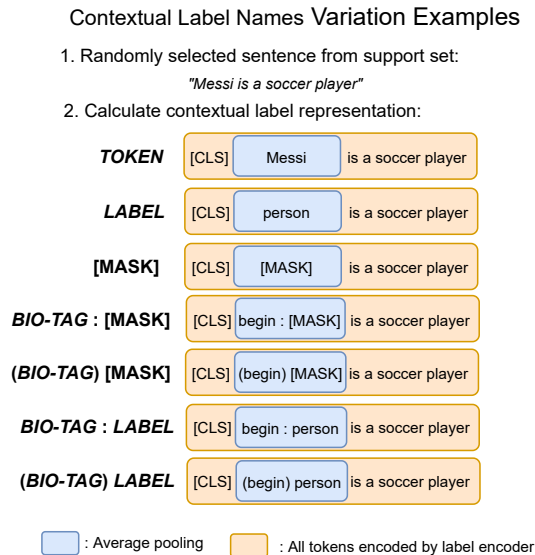 Contextual Label Names Variation Examples
1. Randomly selected sentence from support set:
"Messi is a soccer player"
2. Calculate contextual label representation:
TOKEN [CLS] Messi is a soccer player
LABEL [CLS] person is a soccer player
[MASK] [CLS] [MASK] is a soccer player
BIO-TAG : [MASK] [CLS] begin : [MASK] is a soccer player
(BIO-TAG) [MASK] [CLS] (begin) [MASK] is a soccer player
BIO-TAG : LABEL [CLS] begin : person is a soccer player
(BIO-TAG) LABEL [CLS] (begin) person is a soccer player
: Average pooling : All tokens encoded by label encoder